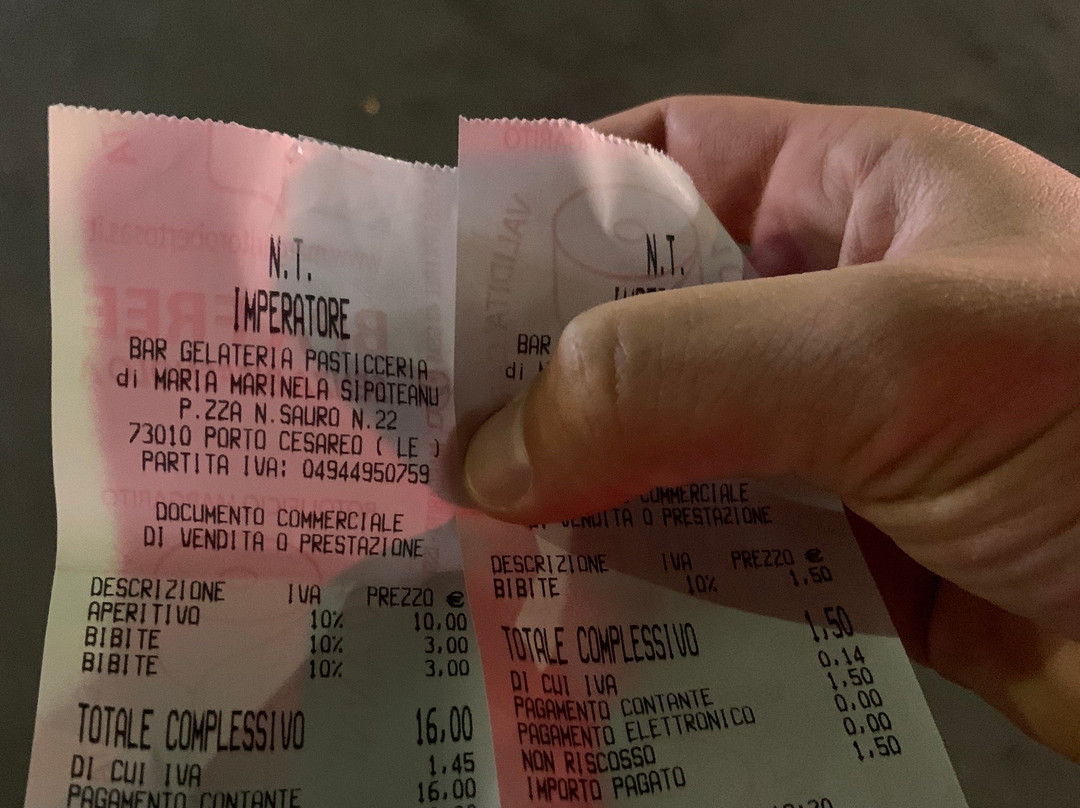 N.T.
IMPERATORE
BAR GELATERIA PASTICCERIA
di MARIA MARINELA SIPOTEANU
P.ZZA N.SAURO N.22
73010 PORTO CESAREO ( LE )
PARTITA IVA: 04944950759
DOCUMENTO COMMERCIALE
DI VENDITA O PRESTAZIONE
DESCRIZIONE IVA PREZZO €
APERITIVO 10% 10,00
BIBITE 10% 3,00
BIBITE 10% 3,00
TOTALE COMPLESSIVO 16,00
DI CUI IVA 1,45
PAGAMENTO CONTANTE 16,00
N.T.
BAR
di
COMMERCIALE
DI VENDITA O PRESTAZIONE
DESCRIZIONE IVA PREZZO €
BIBITE 10% 1,50
TOTALE COMPLESSIVO 1,50
DI CUI IVA 0,14
PAGAMENTO CONTANTE 1,50
PAGAMENTO ELETTRONICO 0,00
NON RISCOSSO 0,00
IMPORTO PAGATO 1,50